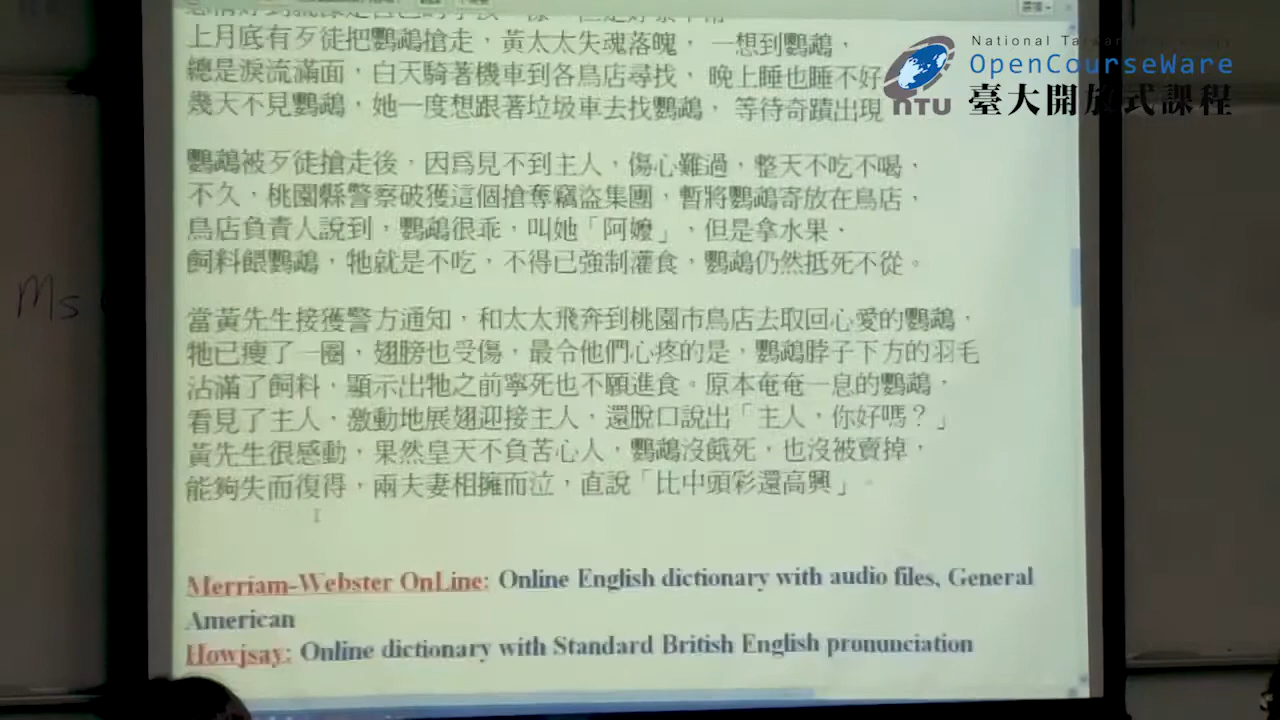 上月底有歹徒把鸚鵡搶走，黃太太失魂落魄，一想到鸚鵡，
總是淚流滿面，白天騎著機車到各鳥店尋找，晚上睡也睡不好
幾天不見鸚鵡，她一度想跟著垃圾車去找鸚鵡，等待奇蹟出現
鸚鵡被歹徒搶走後，因為見不到主人，傷心難過，整天不吃不喝，
不久，桃園縣警察破獲這個搶奪竊盜集團，暫將鸚鵡寄放在鳥店，
鳥店負責人說到，鸚鵡很乖，叫她「阿嬤」，但是拿水果、
飼料餵鸚鵡，牠就是不吃，不得已強制灌食，鸚鵡仍然抵死不從。
當黃先生接獲警方通知，和太太飛奔到桃園市鳥店去取回心愛的鸚鵡，
牠已瘦了一圈，翅膀也受傷，最令他們心疼的是，鸚鵡脖子下方的羽毛
沾滿了飼料，顯示出牠之前寧死也不願進食。原本奄奄一息的鸚鵡，
看見了主人，激動地展翅迎接主人，還脫口說出「主人，你好嗎？」
黃先生很感動，果然皇天不負苦心人，鸚鵡沒餓死，也沒被賣掉，
能夠失而復得，兩夫妻相擁而泣，直說「比中頭彩還高興」。
Merriam-Webster OnLine: Online English dictionary with audio files, General
American
Howjsay: Online dictionary with Standard British English pronunciation
Ms
National Taiwan University
OpenCourseWare
NTU
臺大開放式課程